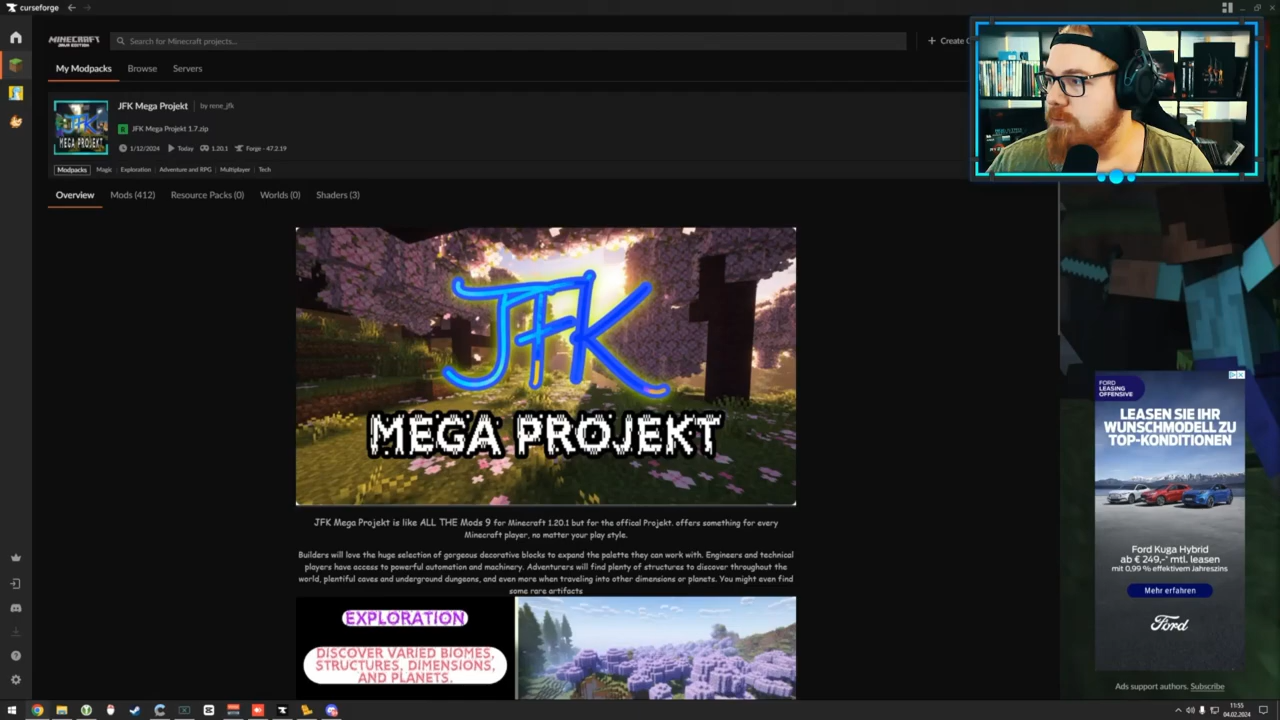 curseforge
MINECRAFT
JAVA EDITION
Search for Minecraft projects...
Create
My Modpacks
Browse
Servers
JFK
MEGA PROJEKT
JFK Mega Projekt
by rene_jfk
JFK Mega Projekt 1.7.zip
1/12/2024
Today
1.20.1
Forge - 47.2.19
Modpacks
Magic
Exploration
Adventure and RPG
Multiplayer
Tech
Overview
Mods (412)
Resource Packs (0)
Worlds (0)
Shaders (3)
JFK
MEGA PROJEKT
JFK Mega Projekt is like ALL THE Mods 9 for Minecraft 1.20.1 but for the offical Projekt. offers something for every
Minecraft player, no matter your play style.
Builders will love the huge selection of gorgeous decorative blocks to expand the palette they can work with. Engineers and technical
players have access to powerful automation and machinery. Adventurers will find plenty of structures to discover throughout the
world, plentiful caves and underground dungeons, and even more when traveling into other dimensions or planets. You might even find
some rare artifacts
EXPLORATION
DISCOVER VARIED BIOMES,
STRUCTURES, DIMENSIONS,
AND PLANETS.
FORD
LEASING
OFFENSIVE
LEASEN SIE IHR
WUNSCHMODELL ZU
TOP-KONDITIONEN
Ford Kuga Hybrid
ab € 249,-* mtl. leasen
mit 0,99 % effektivem Jahreszins
Mehr erfahren
Ford
Ads support authors. Subscribe
11:55
04.02.2024